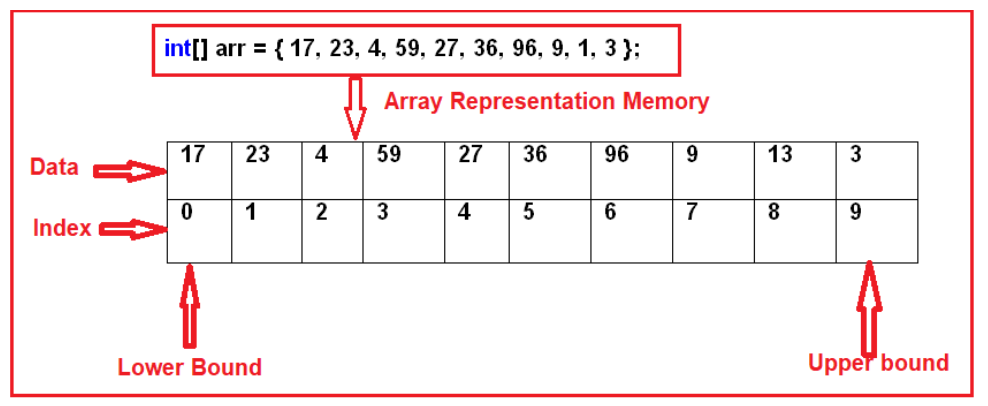 int[] arr = { 17, 23, 4, 59, 27, 36, 96, 9, 1, 3 };
Array Representation Memory
Data 17 23 4 59 27 36 96 9 13 3
Index 0 1 2 3 4 5 6 7 8 9
Lower Bound Upper bound